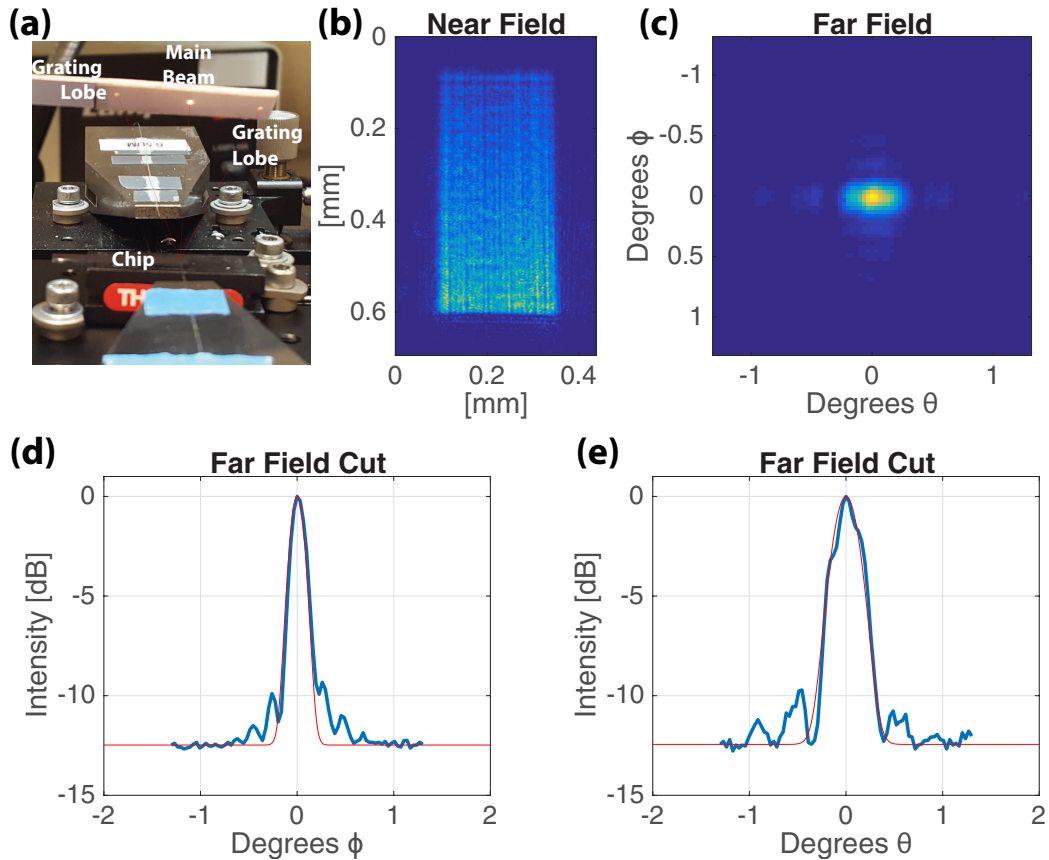 (a)
Grating
Lobe
Main
Beam
Grating
Lobe
Chip
TH
(b)
Near Field
0
0.2
0.4
0.6
[mm]
0
0.2
0.4
[mm]
(c)
Far Field
-1
-0.5
0
0.5
1
Degrees ϕ
-1
0
1
Degrees θ
(d)
Far Field Cut
0
-5
-10
-15
Intensity [dB]
-2
-1
0
1
2
Degrees ϕ
(e)
Far Field Cut
0
-5
-10
-15
Intensity [dB]
-2
-1
0
1
2
Degrees θ